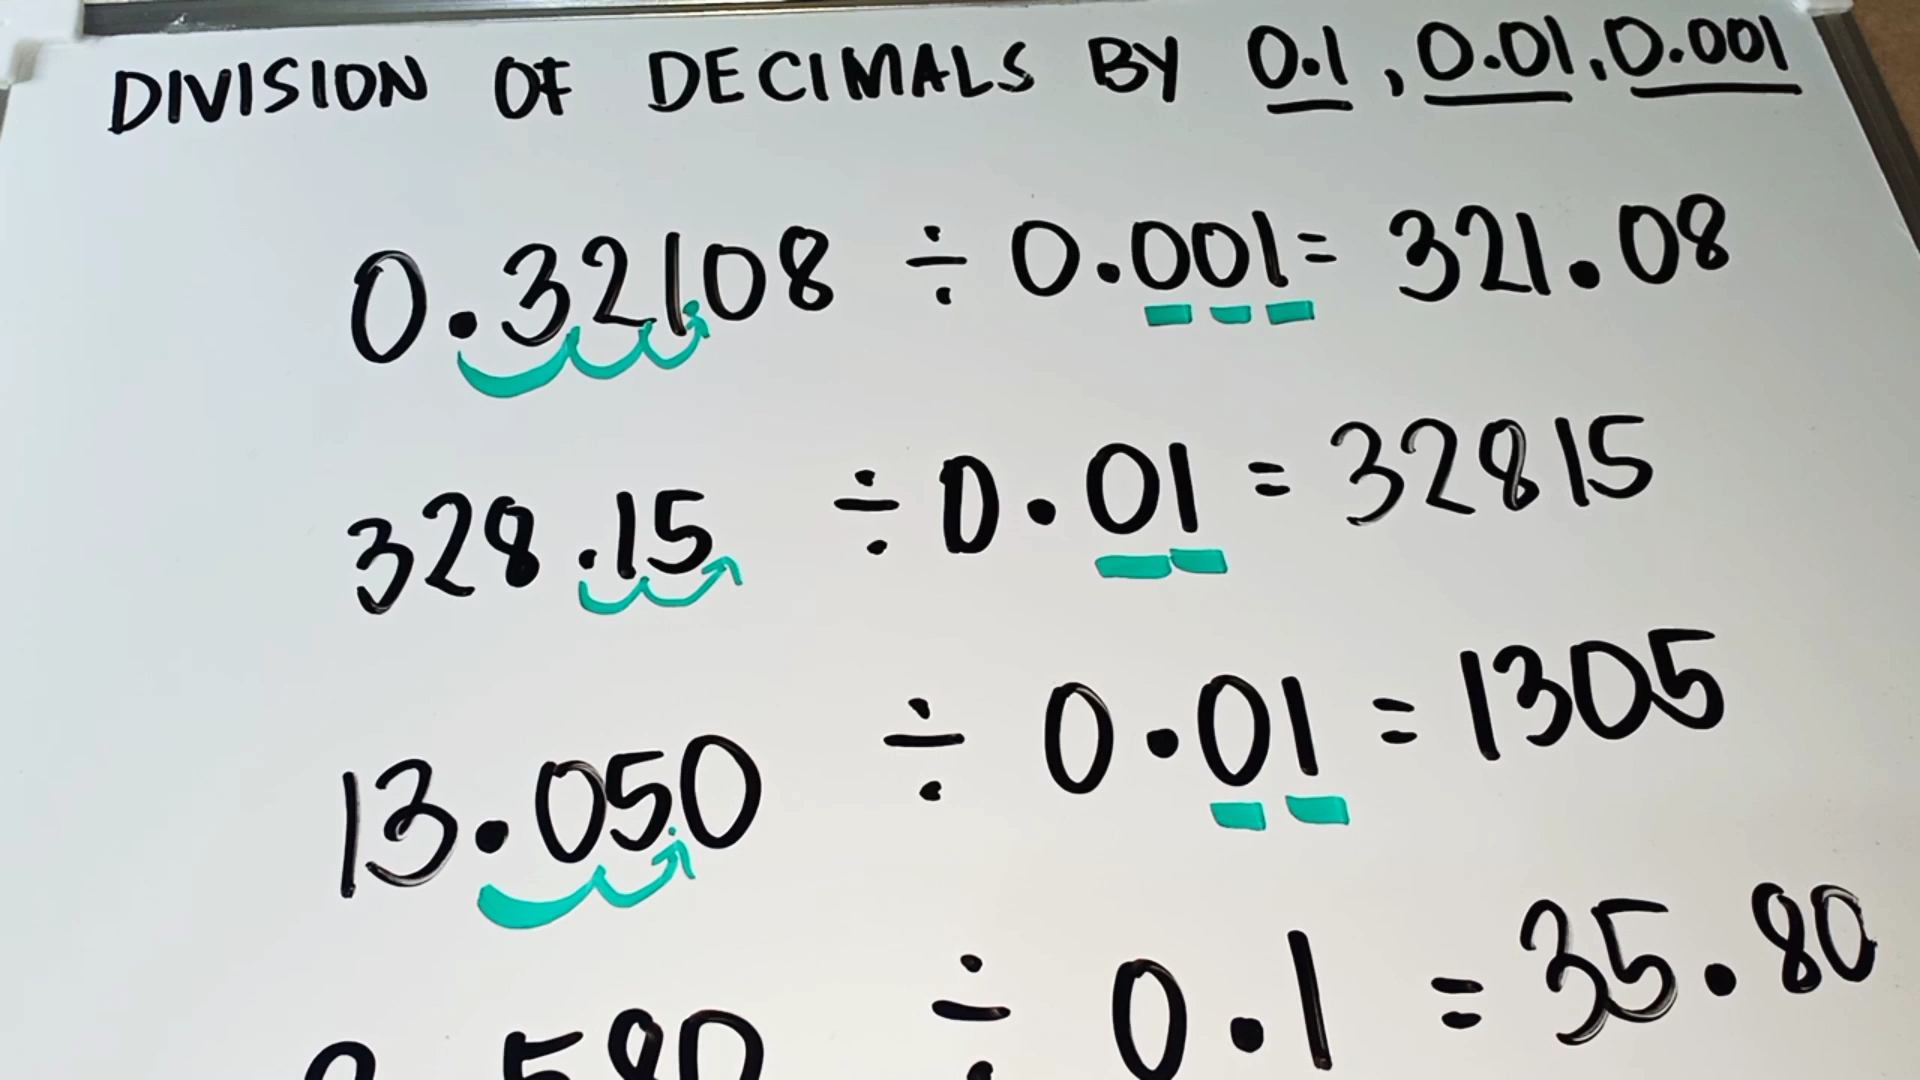 DIVISION OF DECIMALS BY 0.1, 0.01, 0.001
0.32108 ÷ 0.001 = 321.08
328.15 ÷ 0.01 = 32815
13.050 ÷ 0.01 = 1305
580 ÷ 0.1 = 35.80